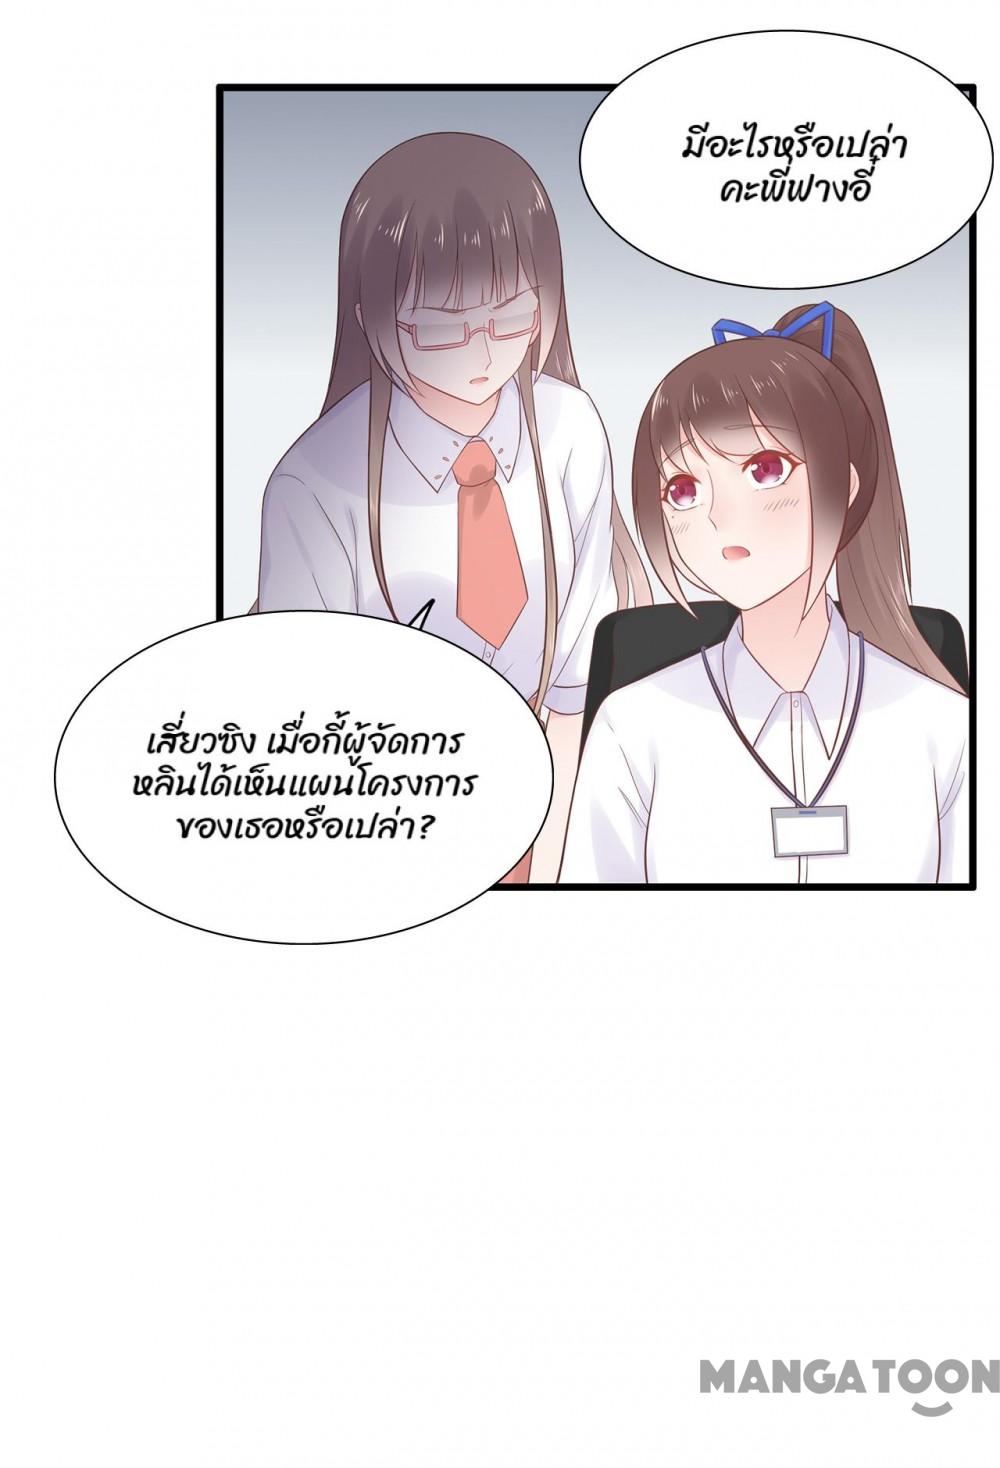 มีอะไรหรือเปล่า
คะพี่ฟางอี๋
เสี่ยวซิง เมื่อกี้ผู้จัดการ
หลินได้เห็นแผนโครงการ
ของเธอหรือเปล่า?
MANGATOON